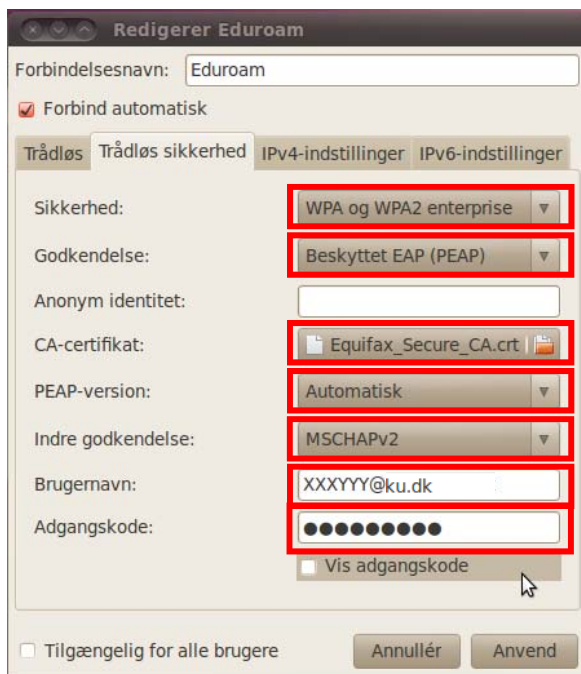 Redigerer Eduroam
Forbindelsesnavn: Eduroam
Forbind automatisk
Trådløs Trådløs sikkerhed IPv4-indstillinger IPv6-indstillinger
Sikkerhed: WPA og WPA2 enterprise
Godkendelse: Beskyttet EAP (PEAP)
Anonym identitet:
CA-certifikat: Equifax_Secure_CA.crt
PEAP-version: Automatisk
Indre godkendelse: MSCHAPv2
Brugernavn: XXXYYY@ku.dk
Adgangskode: ●●●●●●●●●
Vis adgangskode
Tilgængelig for alle brugere Annullér Anvend